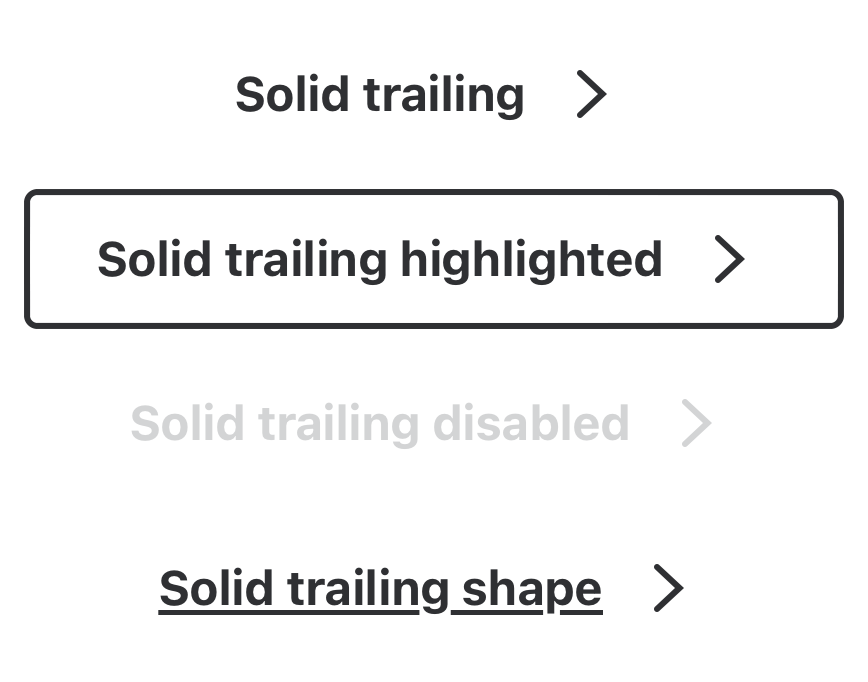 Solid trailing
Solid trailing highlighted
Solid trailing disabled
Solid trailing shape